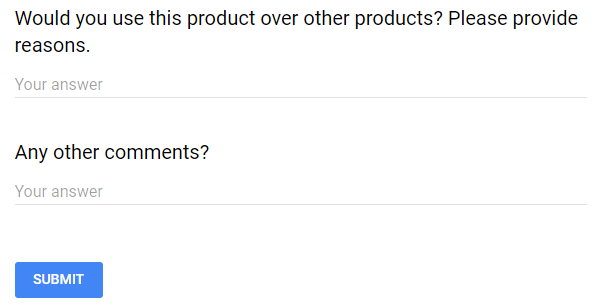 Would you use this product over other products? Please provide
reasons.
Your answer
Any other comments?
Your answer
SUBMIT